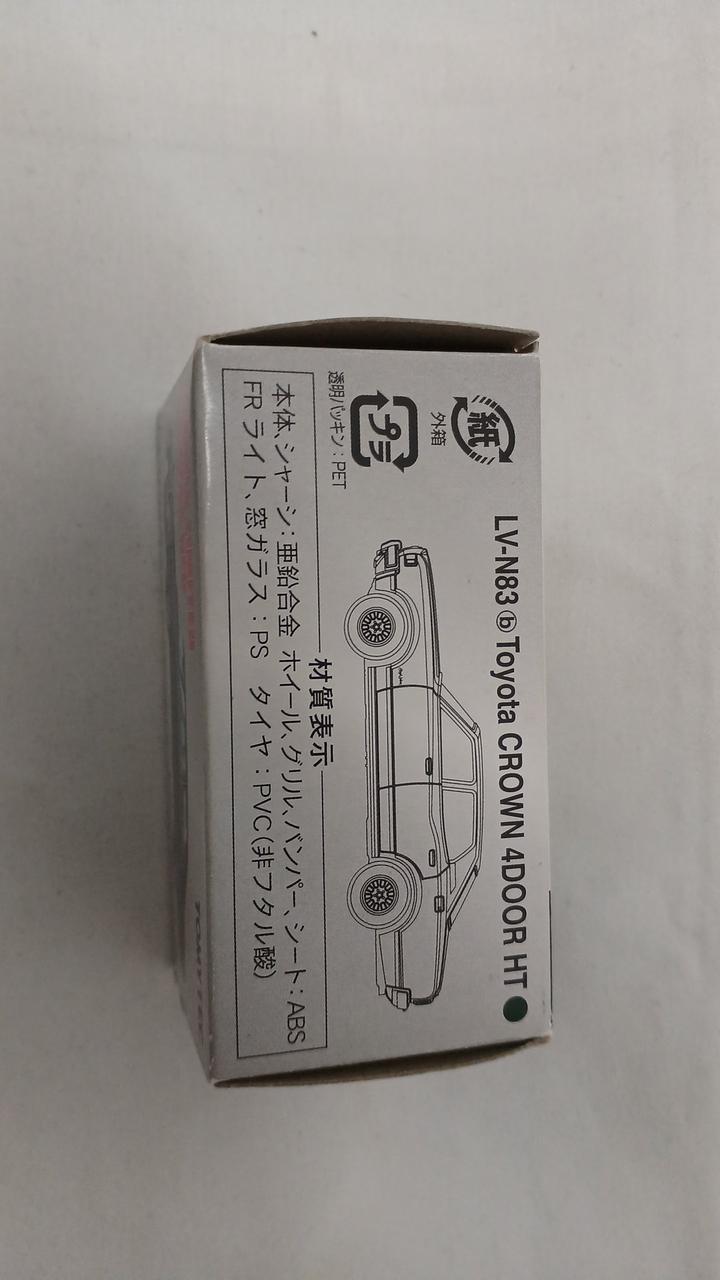 LV-N83 ⓑ Toyota CROWN 4DOOR HT
紙
外箱
プラ
透明パッキン：PET
材質表示
本体、シャーシ：亜鉛合金 ホイール、グリル、バンパー、シート：ABS
FR ライト、窓ガラス：PS タイヤ：PVC（非フタル酸）